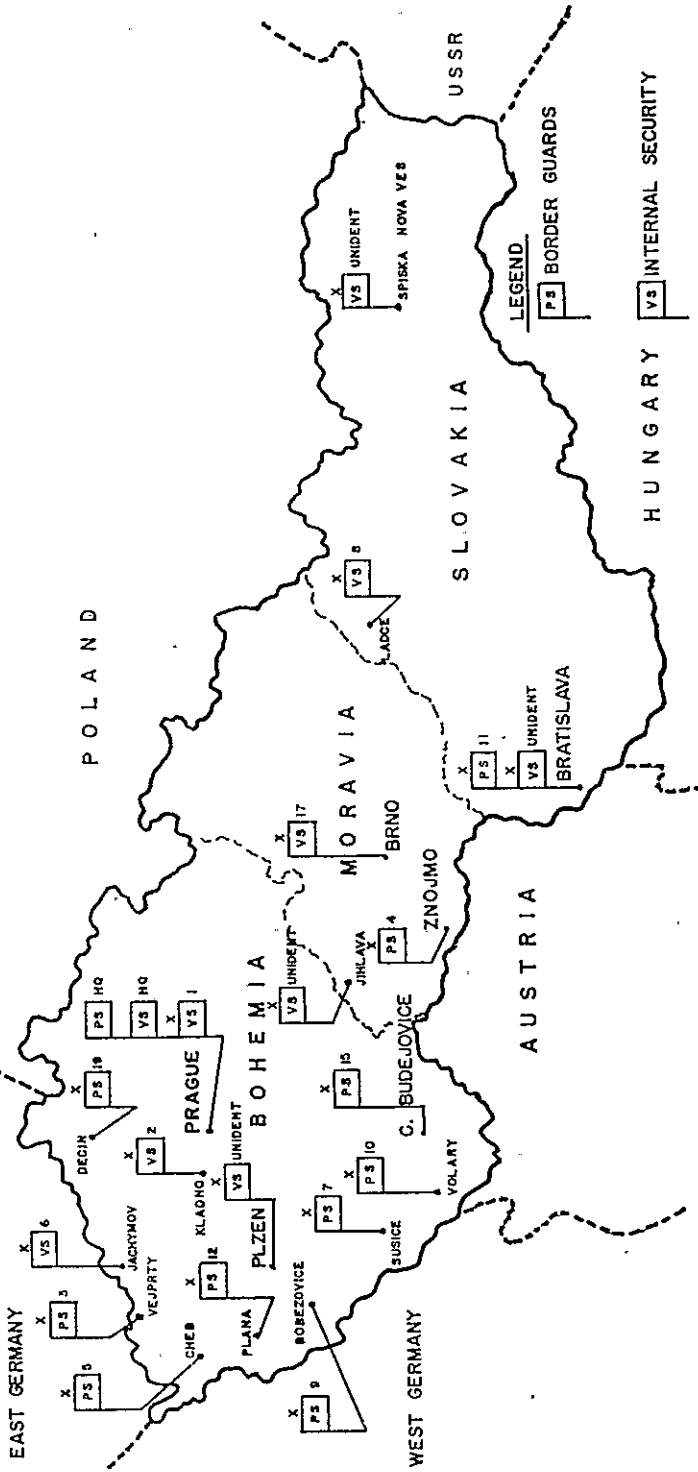 EAST GERMANY
POLAND
USSR
WEST GERMANY
AUSTRIA
HUNGARY
BOHEMIA
MORAVIA
SLOVAKIA
X
PS 5
CHEB
X
PS 3
VEJPRTY
X
VS 6
JACHYMOV
X
PS 19
DECIN
X
VS 2
KLADNO
PS HQ
VS HQ
X
VS 1
PRAGUE
X
PS 12
PLANA
X
VS UNIDENT
PLZEN
X
PS 9
BOBEZOVICE
X
PS 7
SUSICE
X
PS 10
VOLARY
X
PS 15
C. BUDEJOVICE
X
VS UNIDENT
JIHLAVA
X
PS 4
ZNOJMO
X
VS 17
BRNO
X
PS 11
X
VS UNIDENT
BRATISLAVA
X
VS 8
LADCE
X
VS UNIDENT
SPISKA NOVA VES
LEGEND
PS BORDER GUARDS
VS INTERNAL SECURITY